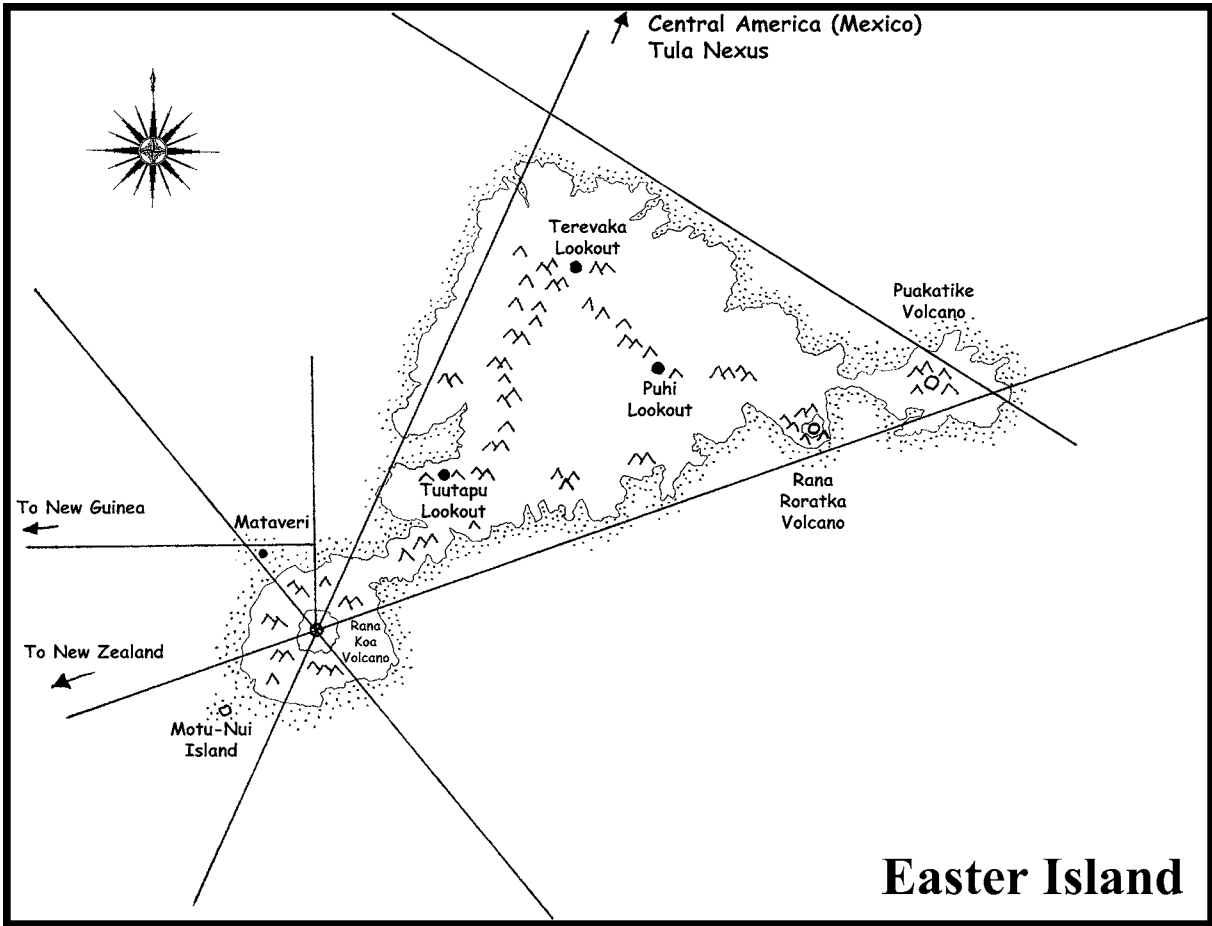 Central America (Mexico)
Tula Nexus
Terevaka
Lookout
Puakatike
Volcano
Puhi
Lookout
Tuutapu
Lookout
Rana
Roratka
Volcano
To New Guinea
Mataveri
Rana
Koa
Volcano
To New Zealand
Motu-Nui
Island
Easter Island